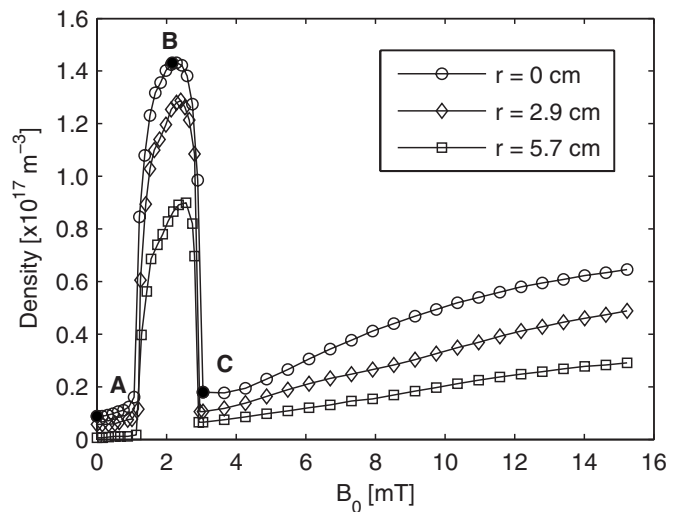 1.6
1.4
1.2
1.0
0.8
0.6
0.4
0.2
0
Density [x10¹⁷ m⁻³]
B
A
C
r = 0 cm
r = 2.9 cm
r = 5.7 cm
0 2 4 6 8 10 12 14 16
B₀ [mT]